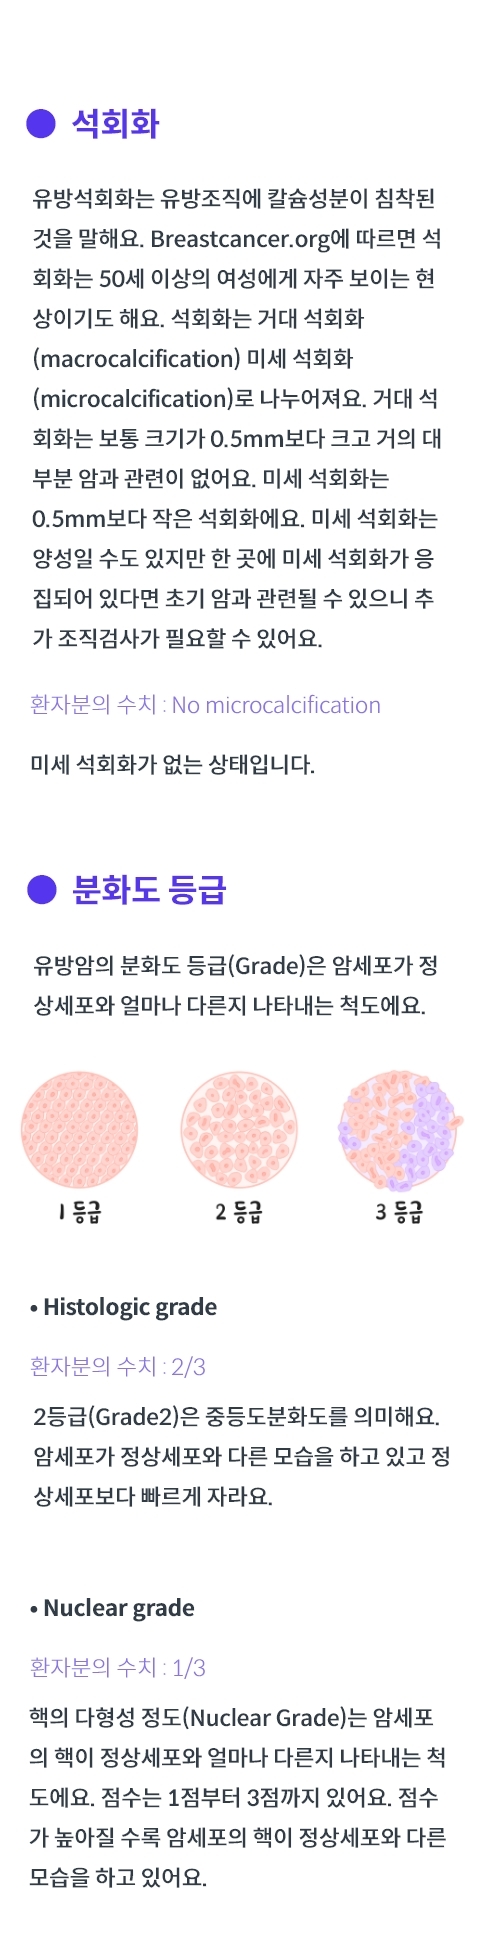 ● 석회화
유방석회화는 유방조직에 칼슘성분이 침착된
것을 말해요. Breastcancer.org에 따르면 석
회화는 50세 이상의 여성에게 자주 보이는 현
상이기도 해요. 석회화는 거대 석회화
(macrocalcification) 미세 석회화
(microcalcification)로 나누어져요. 거대 석
회화는 보통 크기가 0.5mm보다 크고 거의 대
부분 암과 관련이 없어요. 미세 석회화는
0.5mm보다 작은 석회화에요. 미세 석회화는
양성일 수도 있지만 한 곳에 미세 석회화가 응
집되어 있다면 초기 암과 관련될 수 있으니 추
가 조직검사가 필요할 수 있어요.
환자분의 수치 : No microcalcification
미세 석회화가 없는 상태입니다.
● 분화도 등급
유방암의 분화도 등급(Grade)은 암세포가 정
상세포와 얼마나 다른지 나타내는 척도에요.
1 등급 2 등급 3 등급
• Histologic grade
환자분의 수치 : 2/3
2등급(Grade2)은 중등도분화도를 의미해요.
암세포가 정상세포와 다른 모습을 하고 있고 정
상세포보다 빠르게 자라요.
• Nuclear grade
환자분의 수치 : 1/3
핵의 다형성 정도(Nuclear Grade)는 암세포
의 핵이 정상세포와 얼마나 다른지 나타내는 척
도에요. 점수는 1점부터 3점까지 있어요. 점수
가 높아질 수록 암세포의 핵이 정상세포와 다른
모습을 하고 있어요.